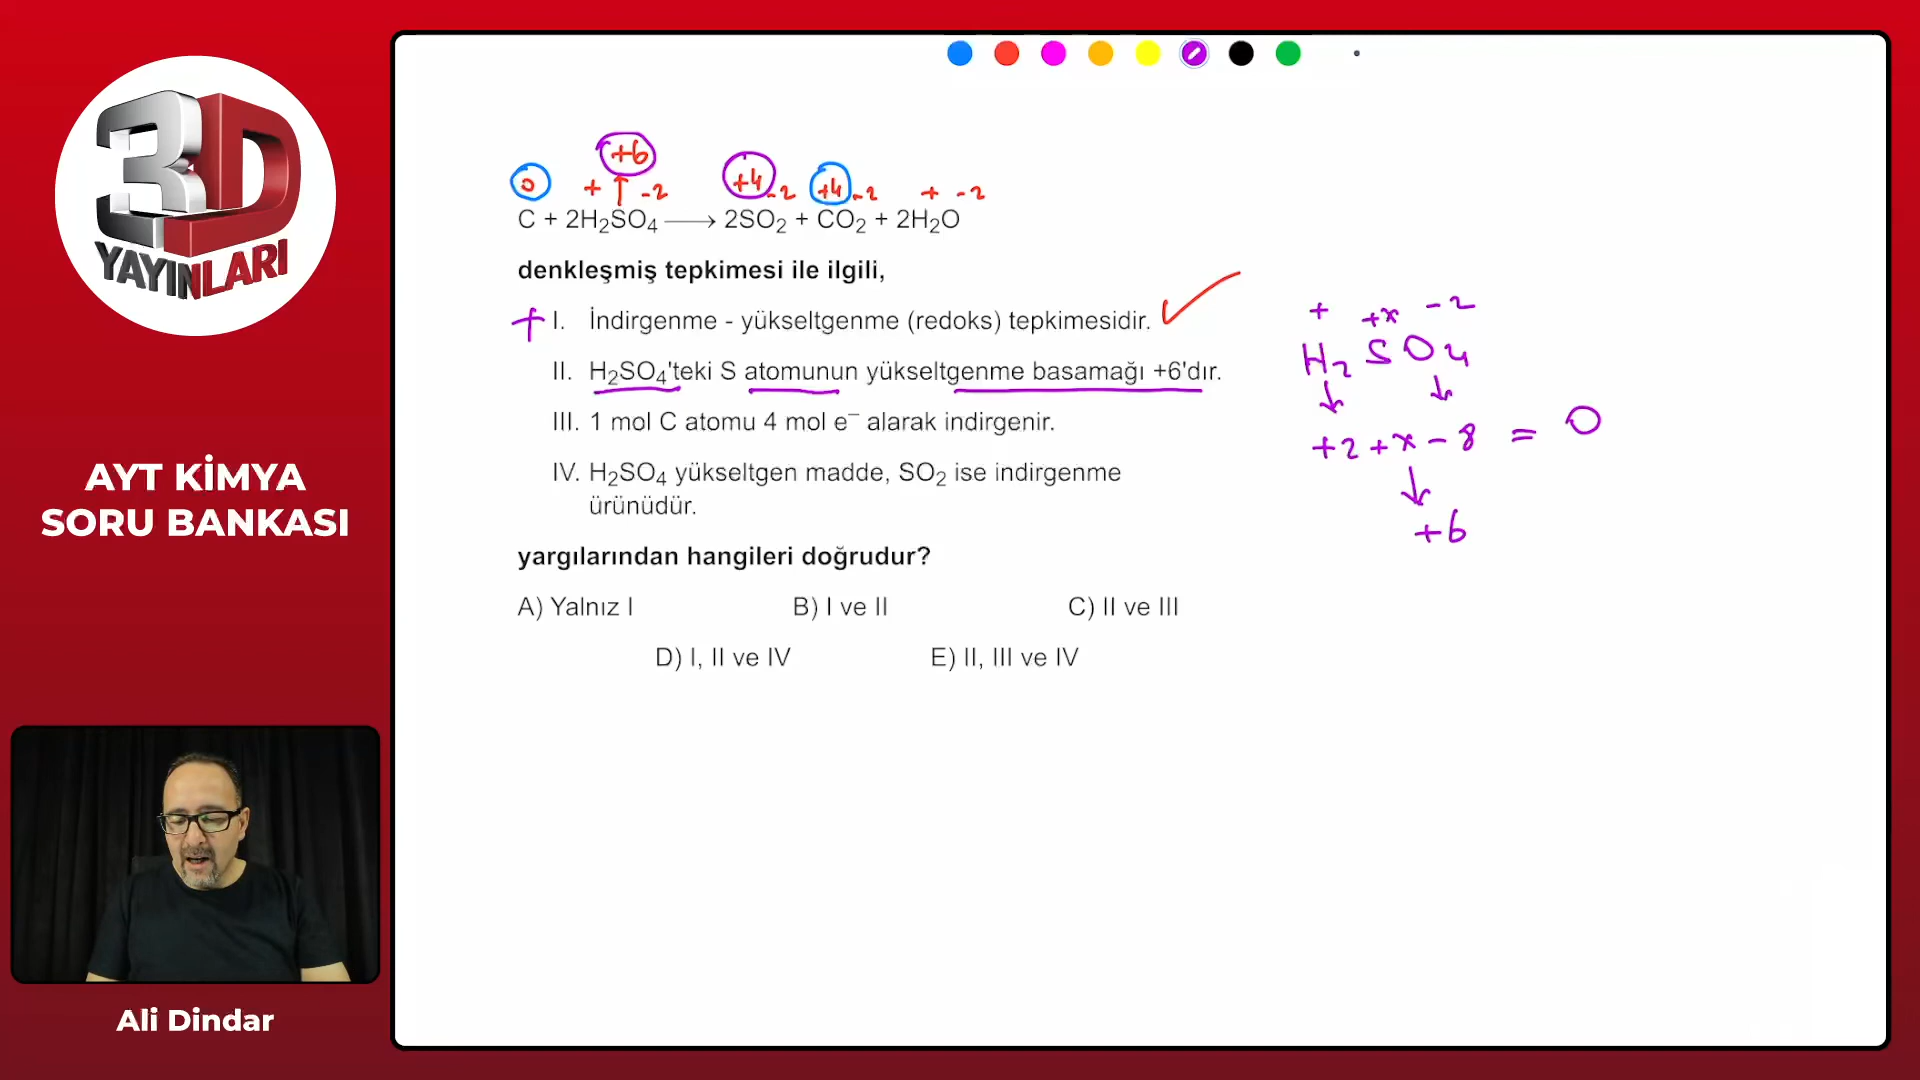 3D
YAYINLARI
AYT KİMYA
SORU BANKASI
Ali Dindar
+6
0 + -2 +4 -2 +4 -2 + -2
C + 2H₂SO₄ ⟶ 2SO₂ + CO₂ + 2H₂O
denkleşmiş tepkimesi ile ilgili,
+ I. İndirgenme - yükseltgenme (redoks) tepkimesidir. ✓
II. H₂SO₄'teki S atomunun yükseltgenme basamağı +6'dır.
III. 1 mol C atomu 4 mol e⁻ alarak indirgenir.
IV. H₂SO₄ yükseltgen madde, SO₂ ise indirgenme
ürünüdür.
yargılarından hangileri doğrudur?
A) Yalnız I B) I ve II C) II ve III
D) I, II ve IV E) II, III ve IV
+ +x -2
H₂ S O₄
↓ ↓
+2 +x - 8 = 0
↓
+6